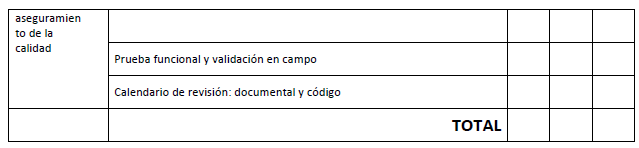 aseguramien
to de la
calidad
Prueba funcional y validación en campo
Calendario de revisión: documental y código
TOTAL